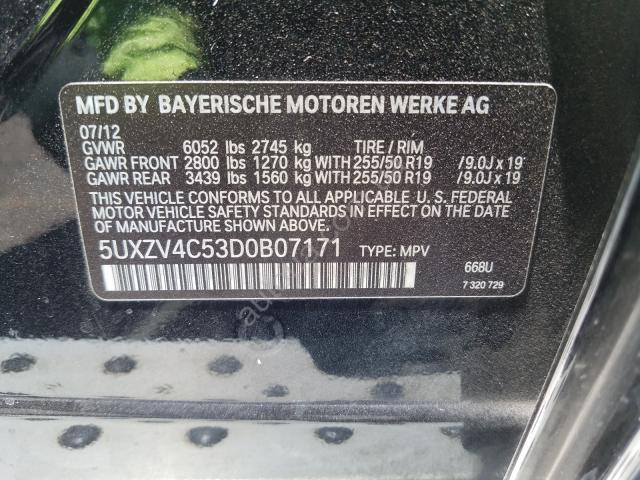 MFD BY BAYERISCHE MOTOREN WERKE AG
07/12
GVWR 6052 lbs 2745 kg TIRE / RIM
GAWR FRONT 2800 lbs 1270 kg WITH 255/50 R19 /9.0J x 19
GAWR REAR 3439 lbs 1560 kg WITH 255/50 R19 /9.0J x 19
THIS VEHICLE CONFORMS TO ALL APPLICABLE U. S. FEDERAL
MOTOR VEHICLE SAFETY STANDARDS IN EFFECT ON THE DATE OF
MANUFACTURE SHOWN ABOVE.
5UXZV4C53D0B07171 TYPE: MPV
668U
7 320 729